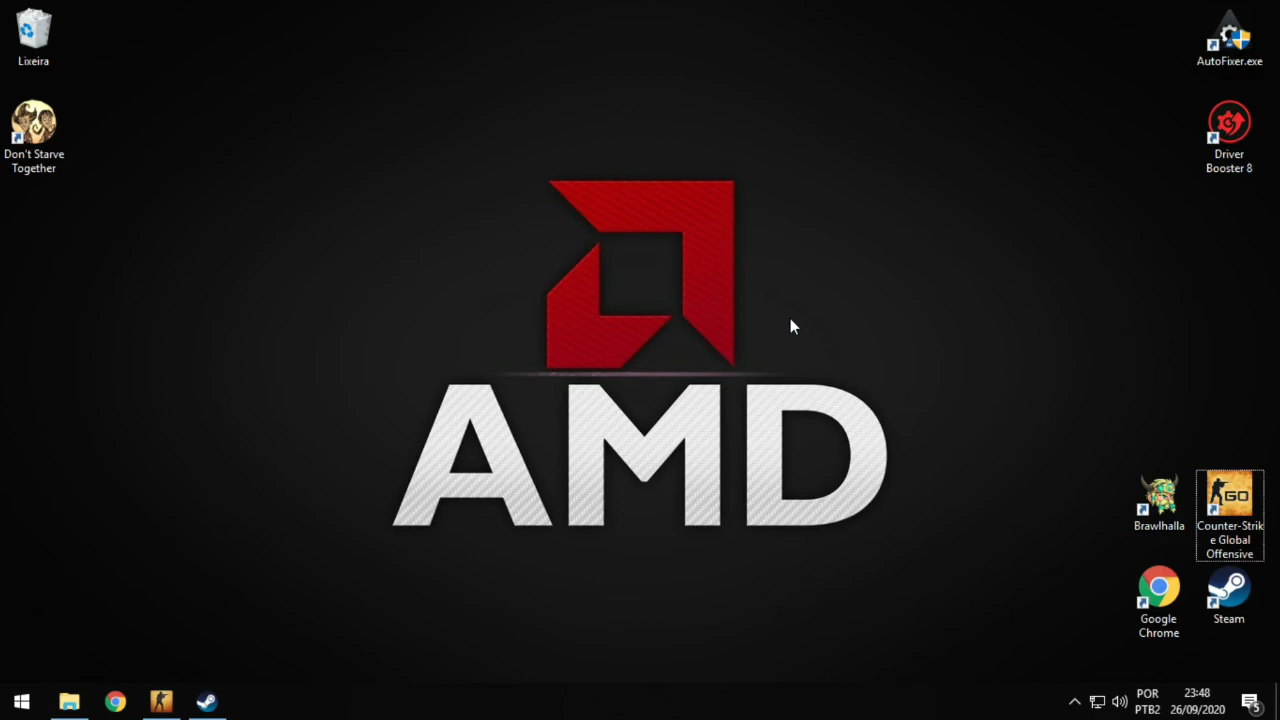 Lixeira
Don't Starve
Together
AutoFixer.exe
Driver
Booster 8
AMD
Brawlhalla
GO
Counter-Strik
e Global
Offensive
Google
Chrome
Steam
POR
PTB2
23:48
26/09/2020
5